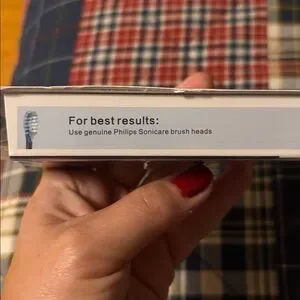 For best results:
Use genuine Philips Sonicare brush heads